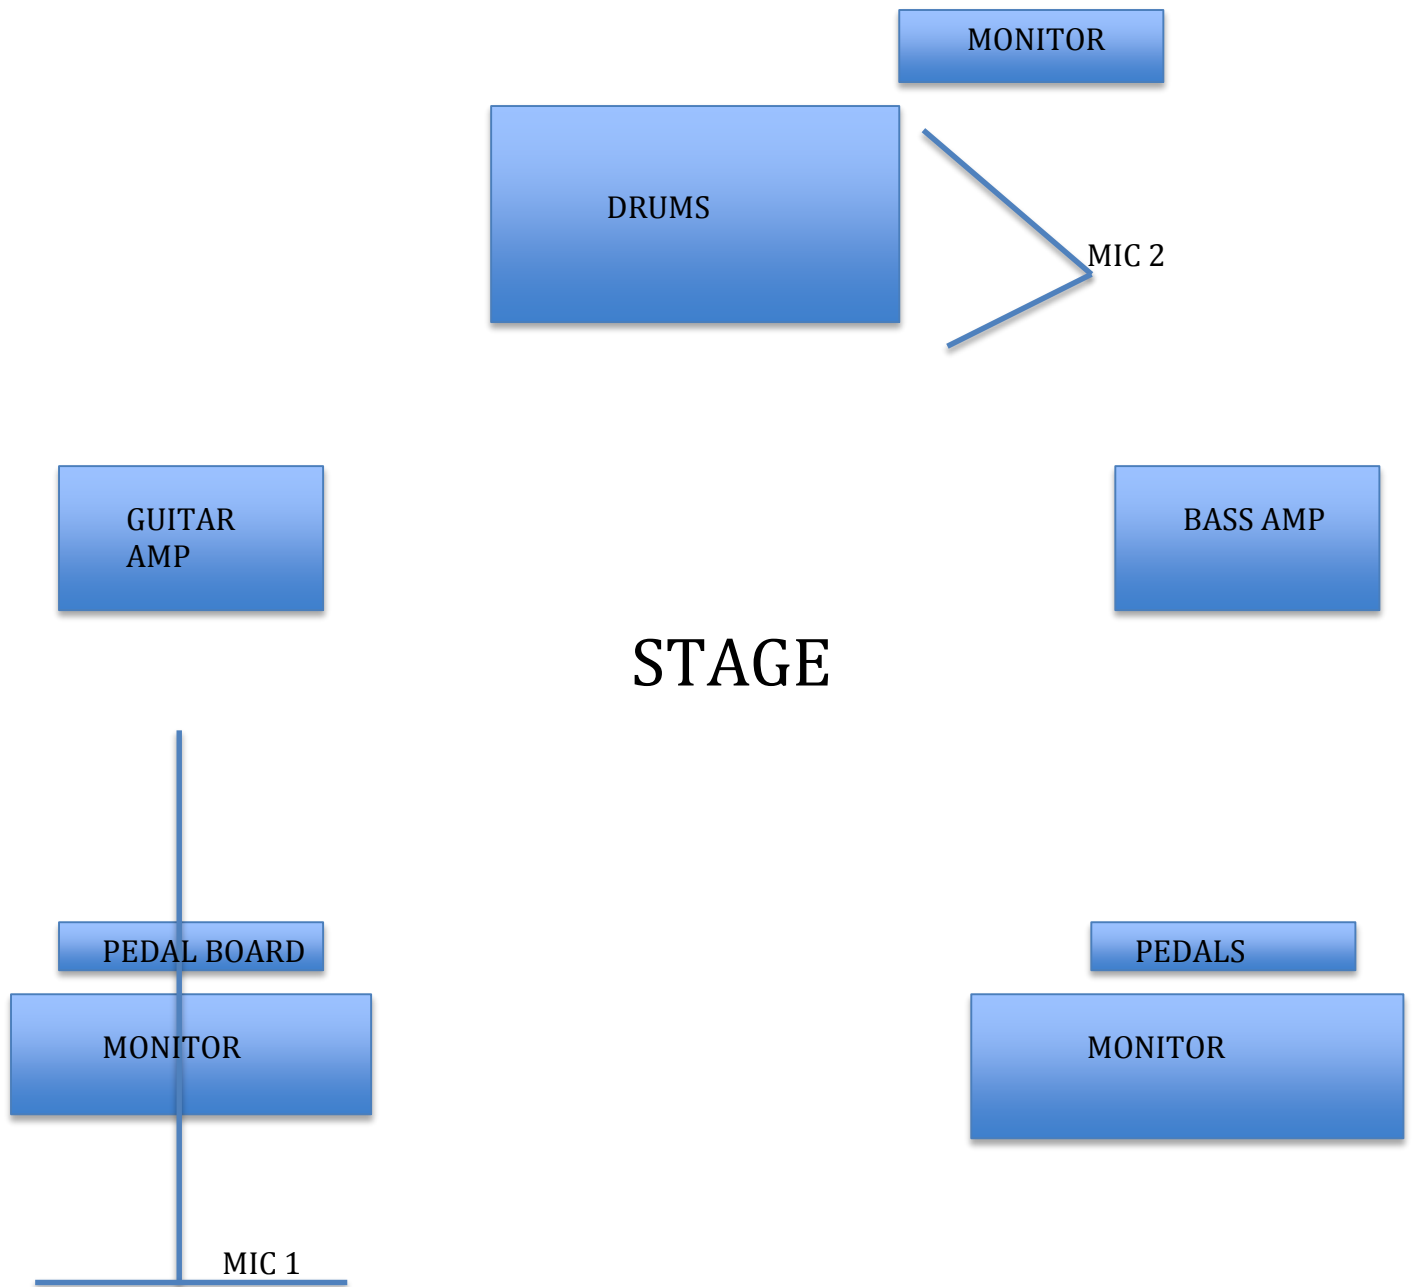 MONITOR
DRUMS
MIC 2
GUITAR
AMP
BASS AMP
STAGE
PEDAL BOARD
PEDALS
MONITOR
MONITOR
MIC 1